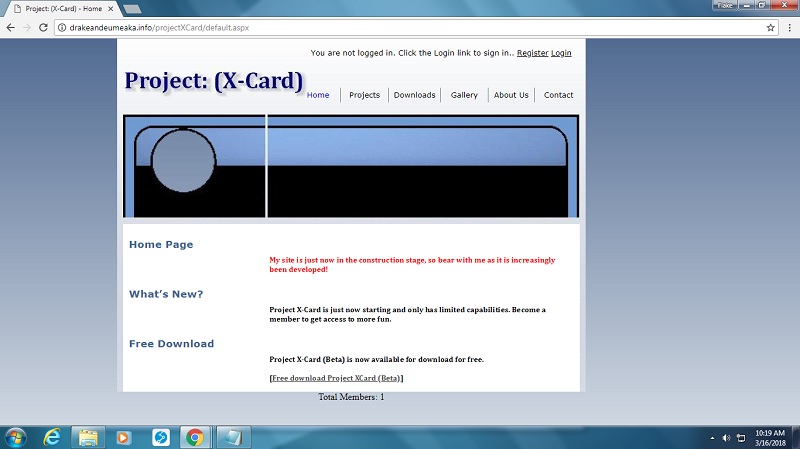 Project: (X-Card) - Home
Flake
drakeandeumeaka.info/projectXCard/default.aspx
You are not logged in. Click the Login link to sign in.. Register Login
Project: (X-Card)
Home Projects Downloads Gallery About Us Contact
Home Page
My site is just now in the construction stage, so bear with me as it is increasingly
been developed!
What's New?
Project X-Card is just now starting and only has limited capabilities. Become a
member to get access to more fun.
Free Download
Project X-Card (Beta) is now available for download for free.
[Free download Project XCard (Beta)]
Total Members: 1
10:19 AM
3/16/2018